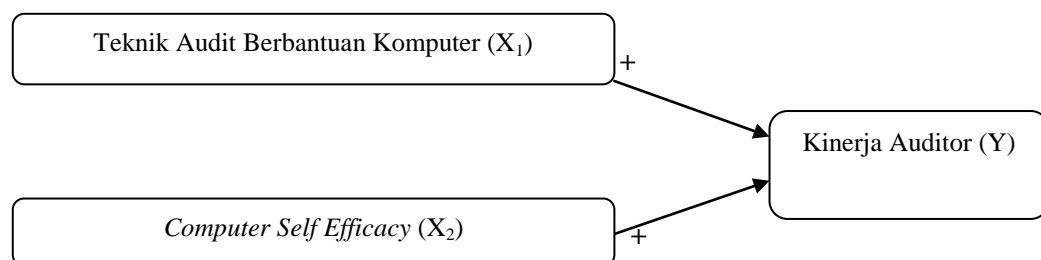 Teknik Audit Berbantuan Komputer (X₁)
+
Kinerja Auditor (Y)
Computer Self Efficacy (X₂)
+